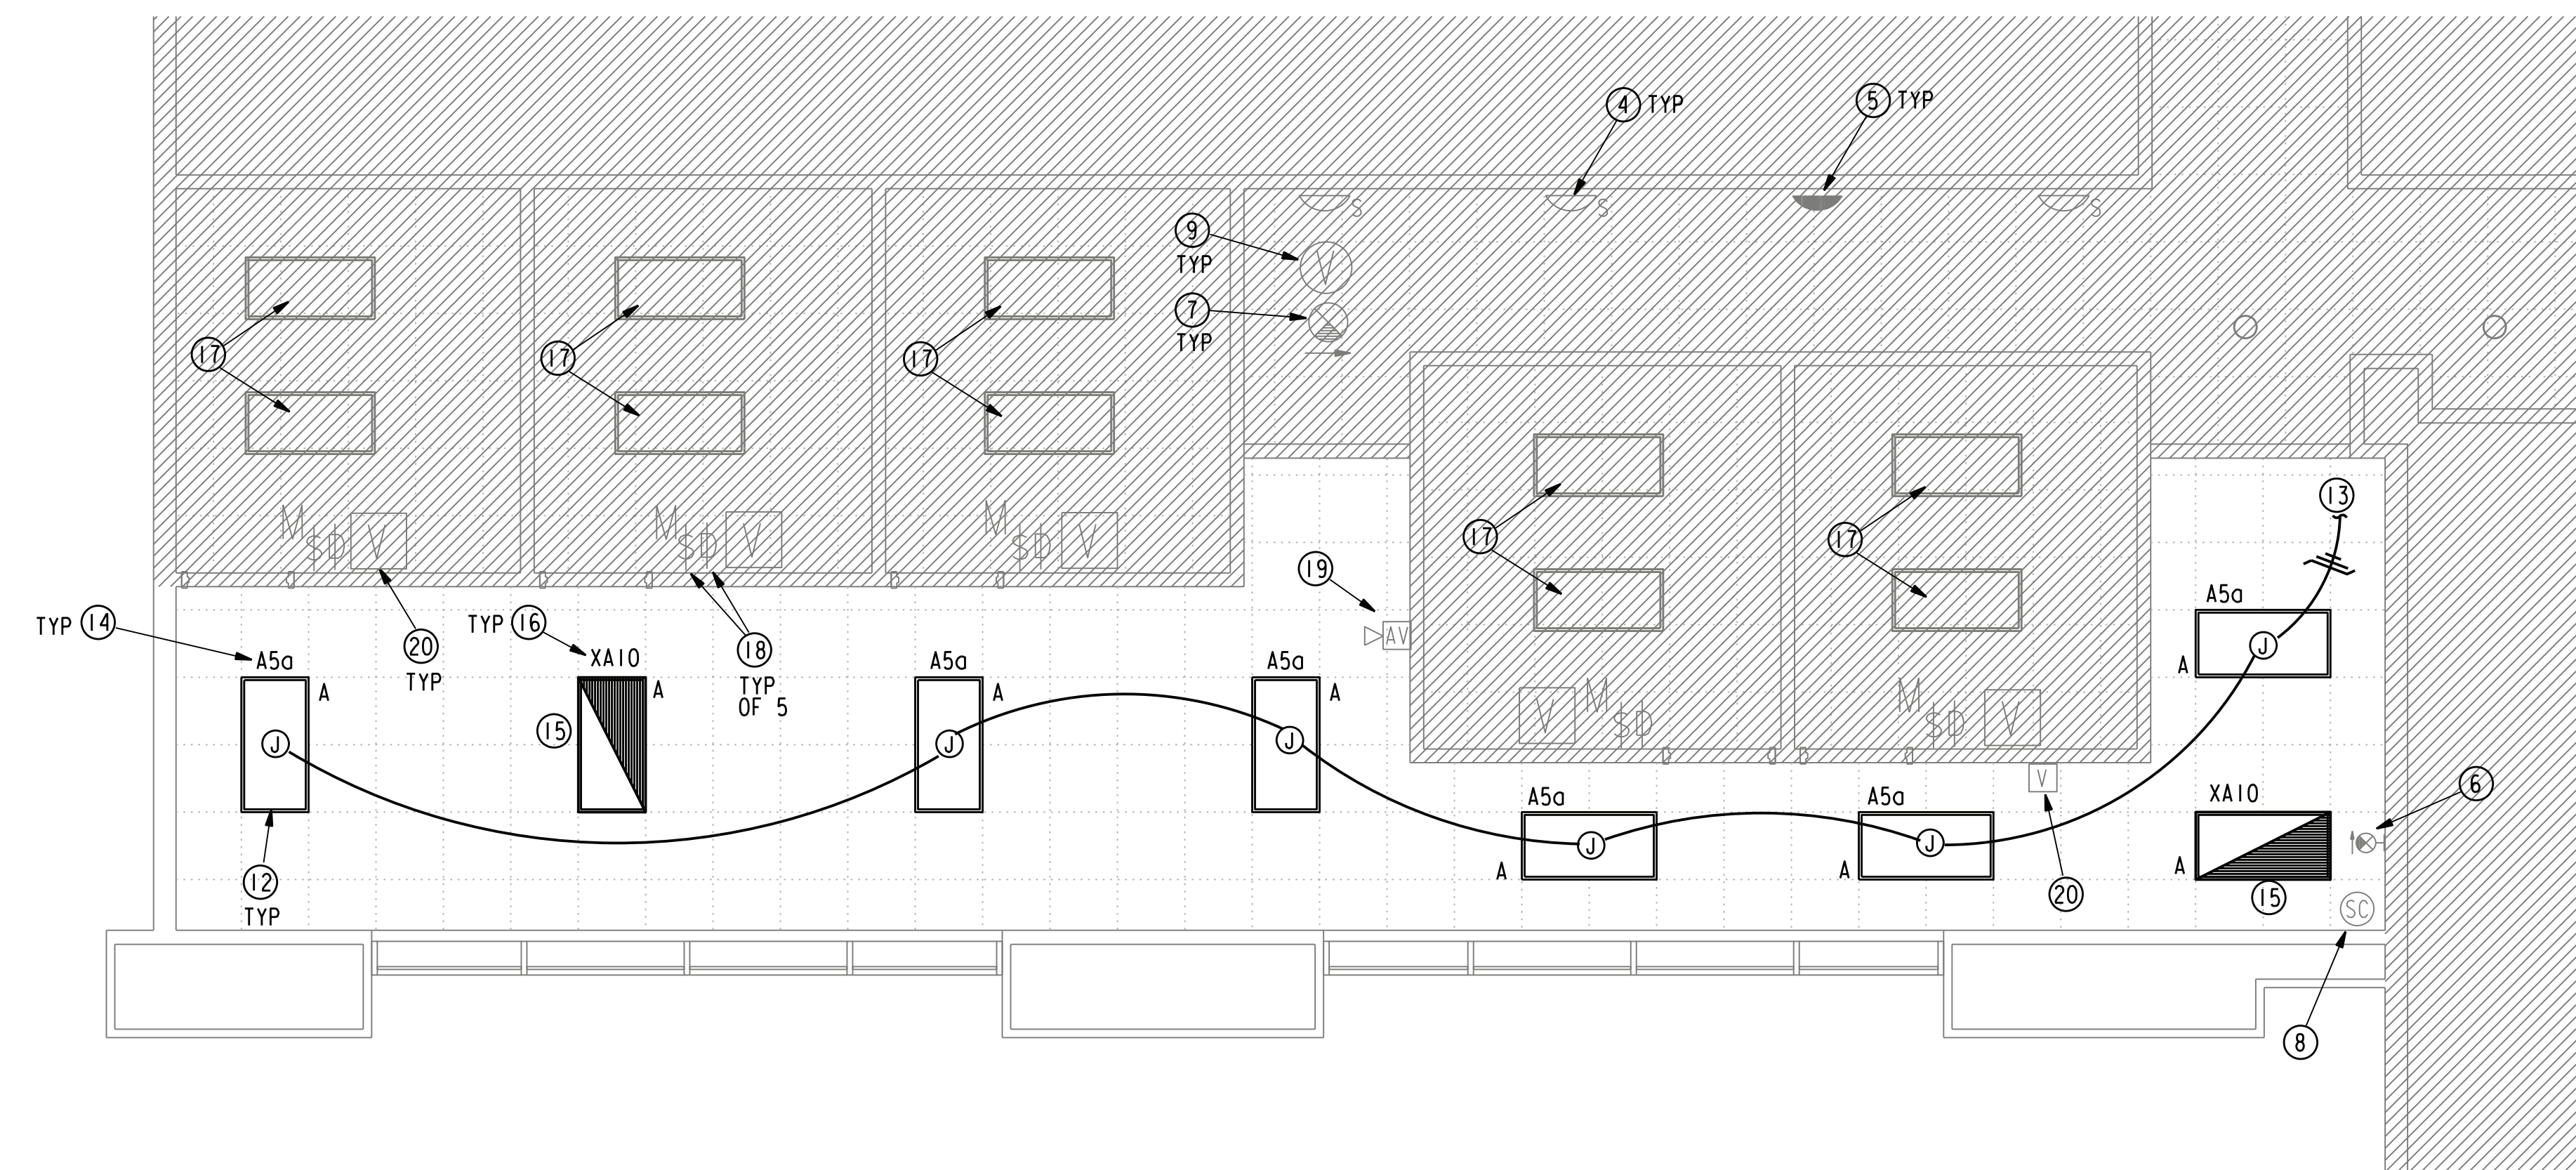 4 TYP
5 TYP
S
S
S
9
TYP
V
7
TYP
17
17
17
13
17
17
M $ D V
M $ D V
M $ D V
19
AV
TYP 14
TYP 16
20
TYP
18
TYP
OF 5
A5a
A
XA10
A
A5a
A
A5a
A
A5a
A
J
15
J
J
J
V M $ D
M $ D V
V
A5a
A5a
XA10
6
J
J
A
A
A
12
TYP
20
15
SC
8